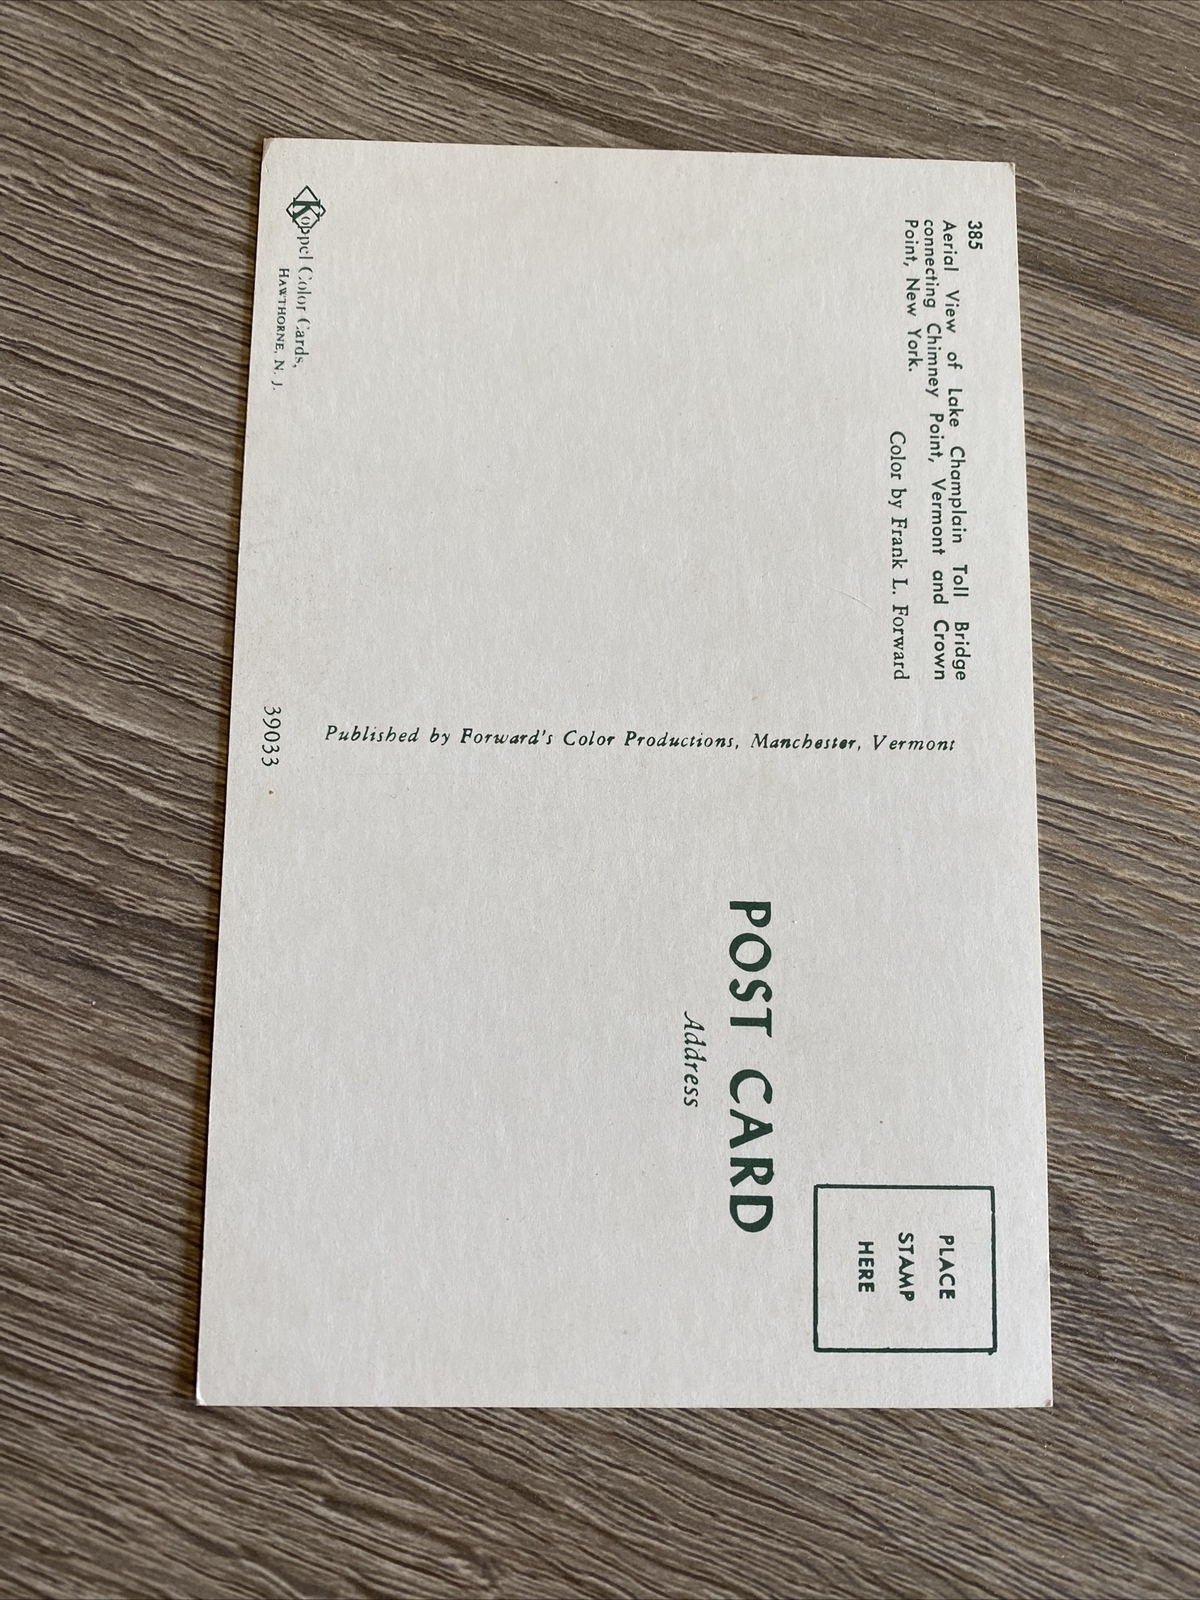 385
Aerial View of Lake Champlain Toll Bridge
connecting Chimney Point, Vermont and Crown
Point, New York.
Color by Frank L. Forward
Koppel Color Cards,
HAWTHORNE, N. J.
39033
Published by Forward's Color Productions, Manchester, Vermont
POST CARD
Address
PLACE
STAMP
HERE